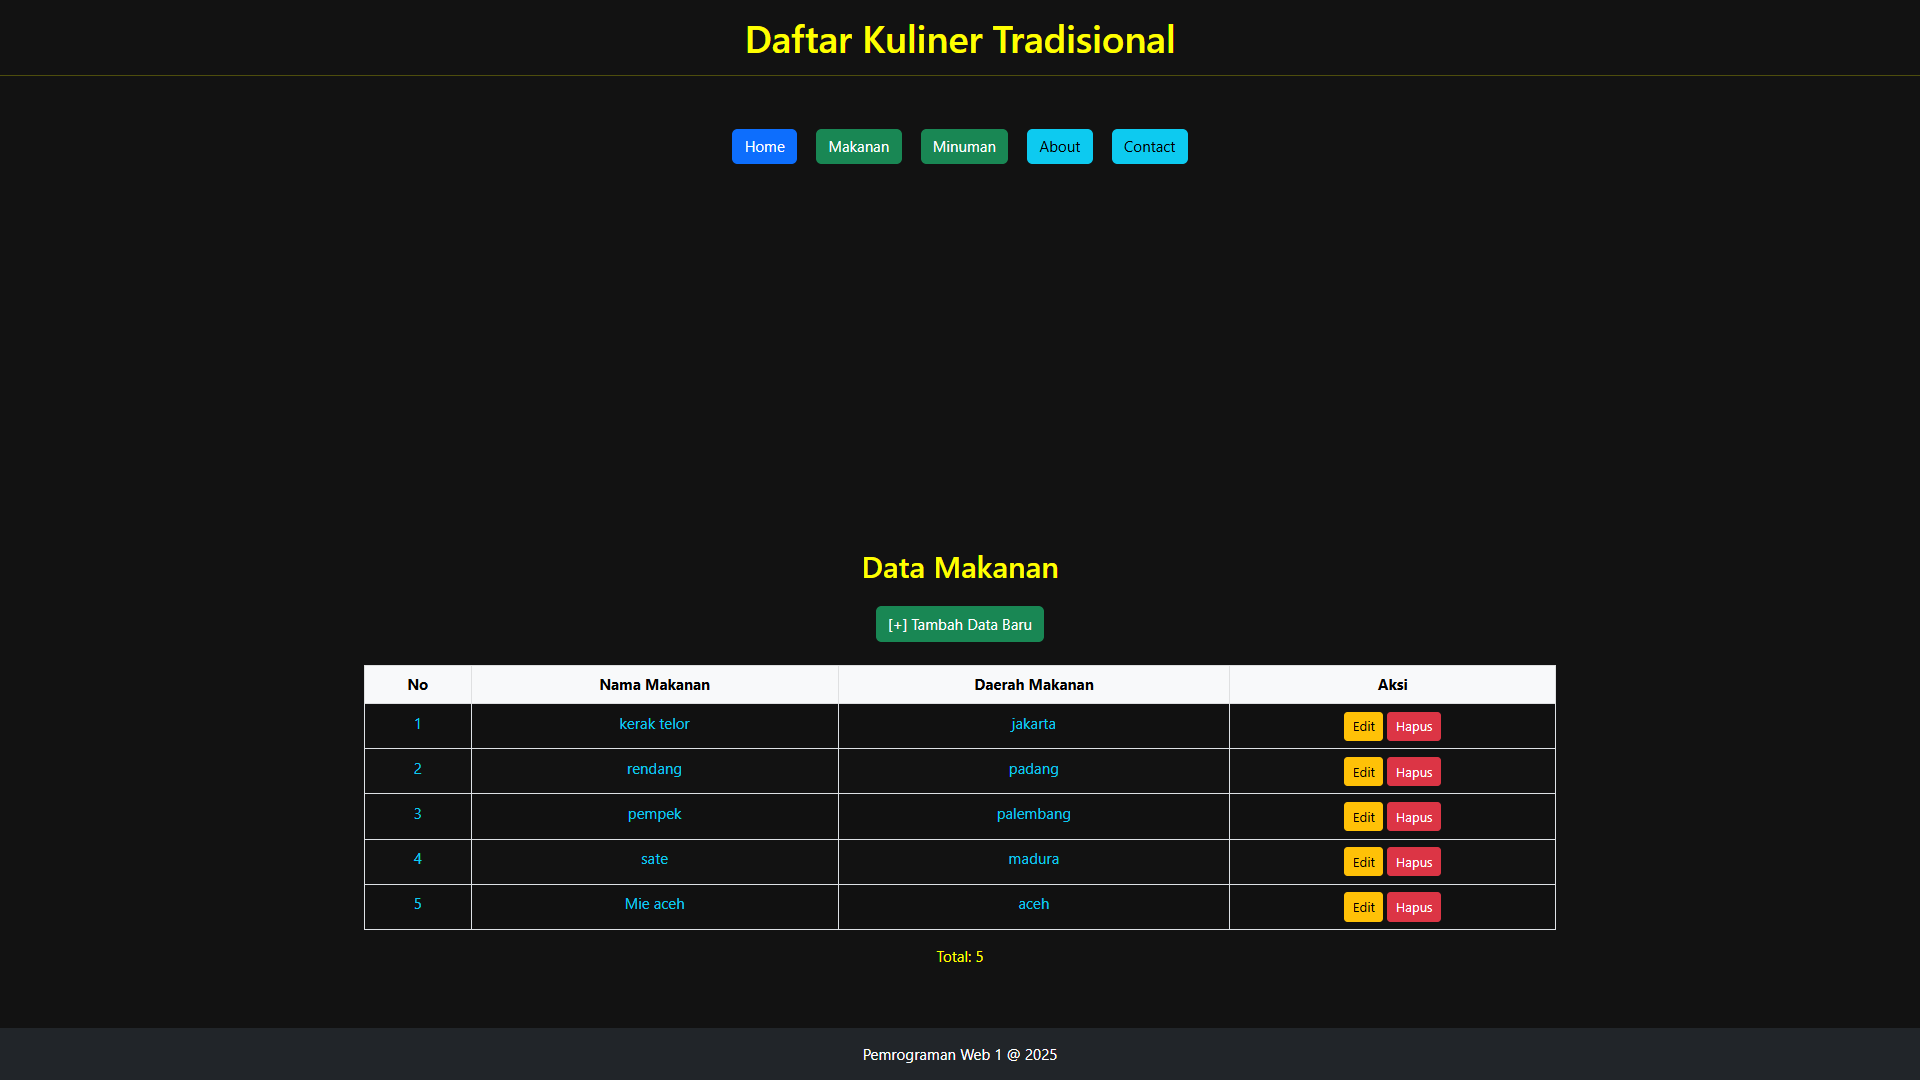 Daftar Kuliner Tradisional
Home Makanan Minuman About Contact
Data Makanan
[+] Tambah Data Baru
No Nama Makanan Daerah Makanan Aksi
1 kerak telor jakarta Edit Hapus
2 rendang padang Edit Hapus
3 pempek palembang Edit Hapus
4 sate madura Edit Hapus
5 Mie aceh aceh Edit Hapus
Total: 5
Pemrograman Web 1 @ 2025